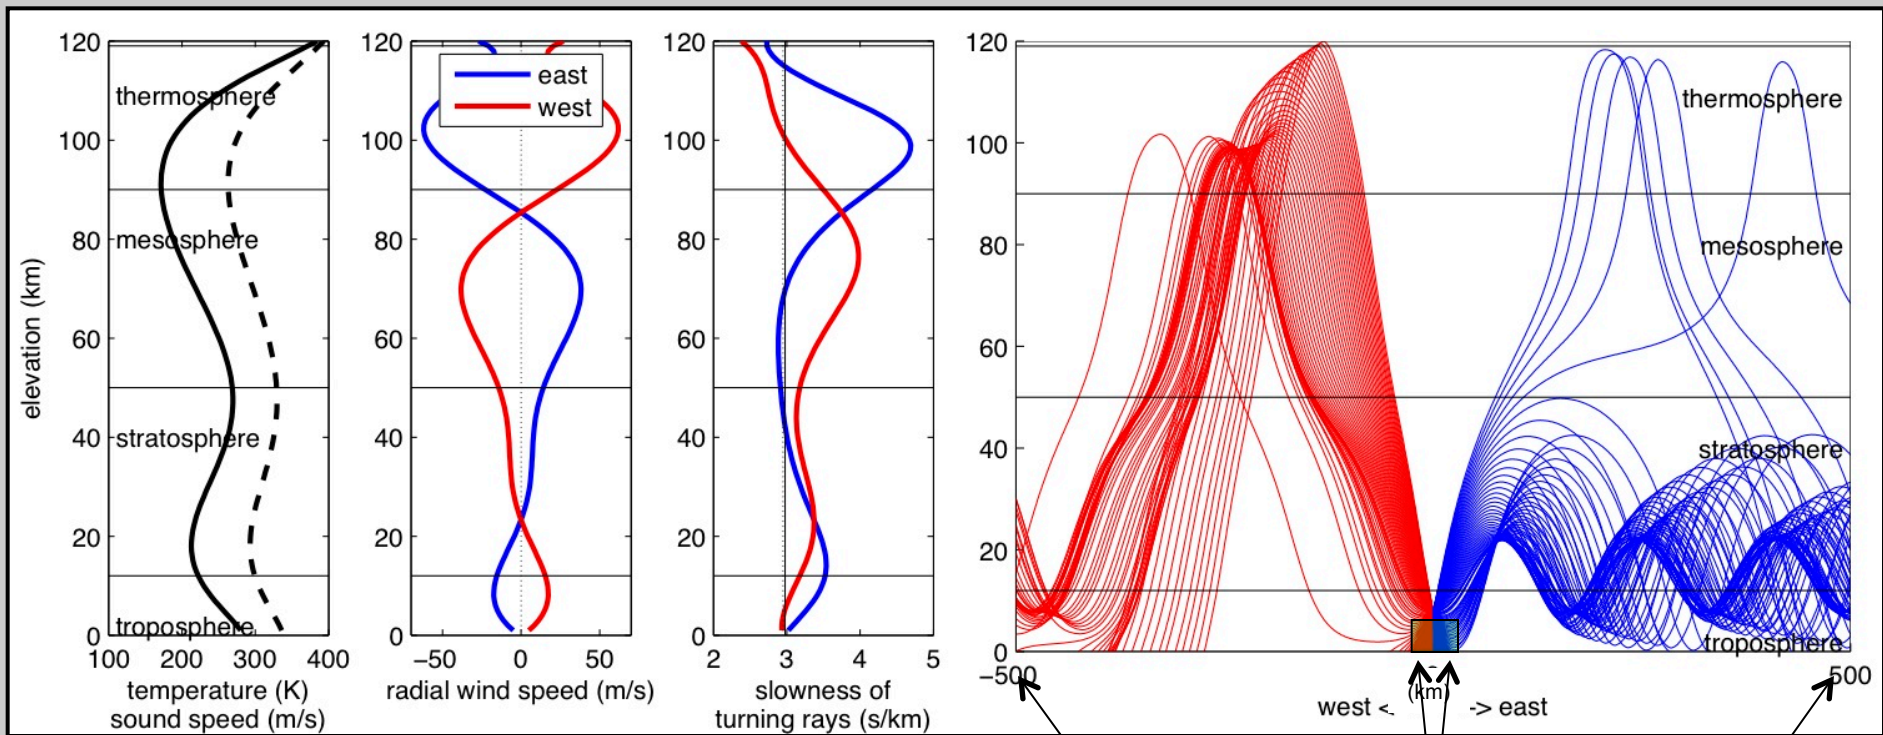 elevation (km)
120
100
80
60
40
20
0
thermosphere
mesosphere
stratosphere
troposphere
100 200 300 400
temperature (K)
sound speed (m/s)
120
100
80
60
40
20
0
east
west
−50 0 50
radial wind speed (m/s)
120
100
80
60
40
20
0
2 3 4 5
slowness of
turning rays (s/km)
120
100
80
60
40
20
0
thermosphere
mesosphere
stratosphere
troposphere
−500 500
(km)
west < -> east